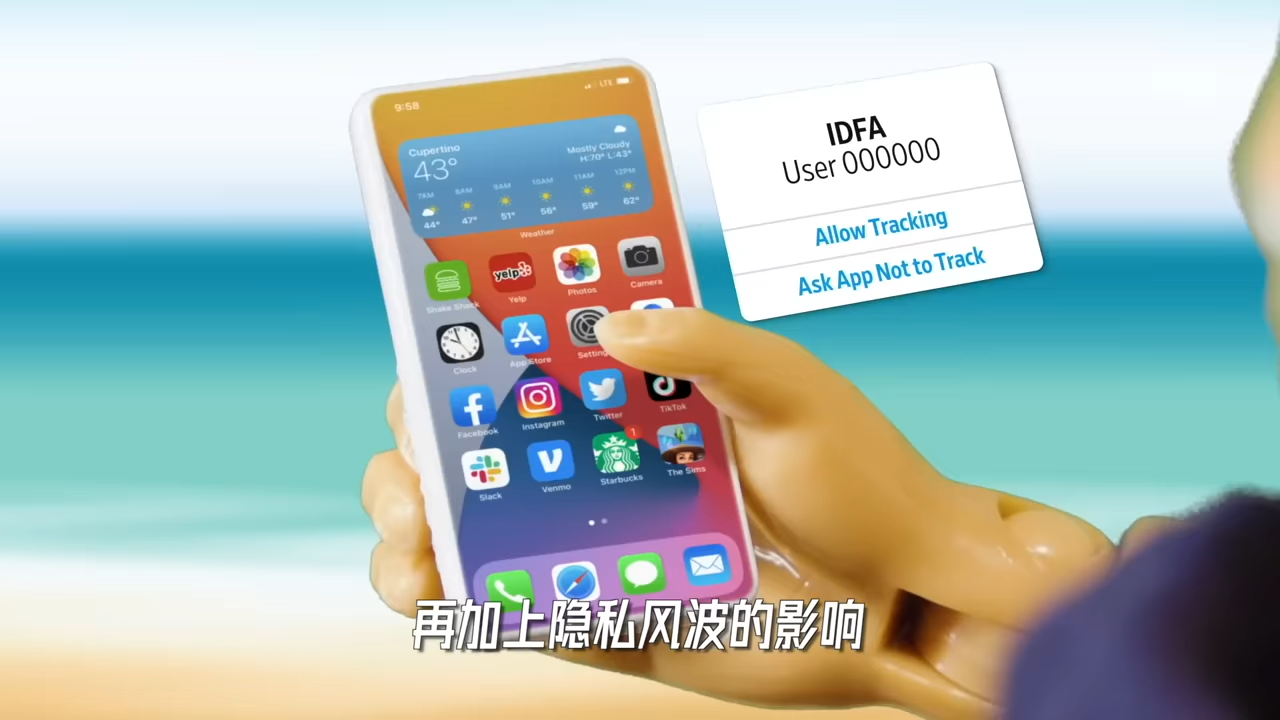 9:58
LTE
Cupertino
43°
Mostly Cloudy
H:70° L:43°
7AM 8AM 9AM 10AM 11AM 12PM
44° 47° 51° 56° 59° 62°
Weather
IDFA
User 000000
Allow Tracking
Ask App Not to Track
Shake Shack
yelp
Yelp
Photos
Camera
Clock
App Store
Settings
Facebook
Instagram
Twitter
TikTok
1
Slack
Venmo
Starbucks
The Sims
再加上隐私风波的影响